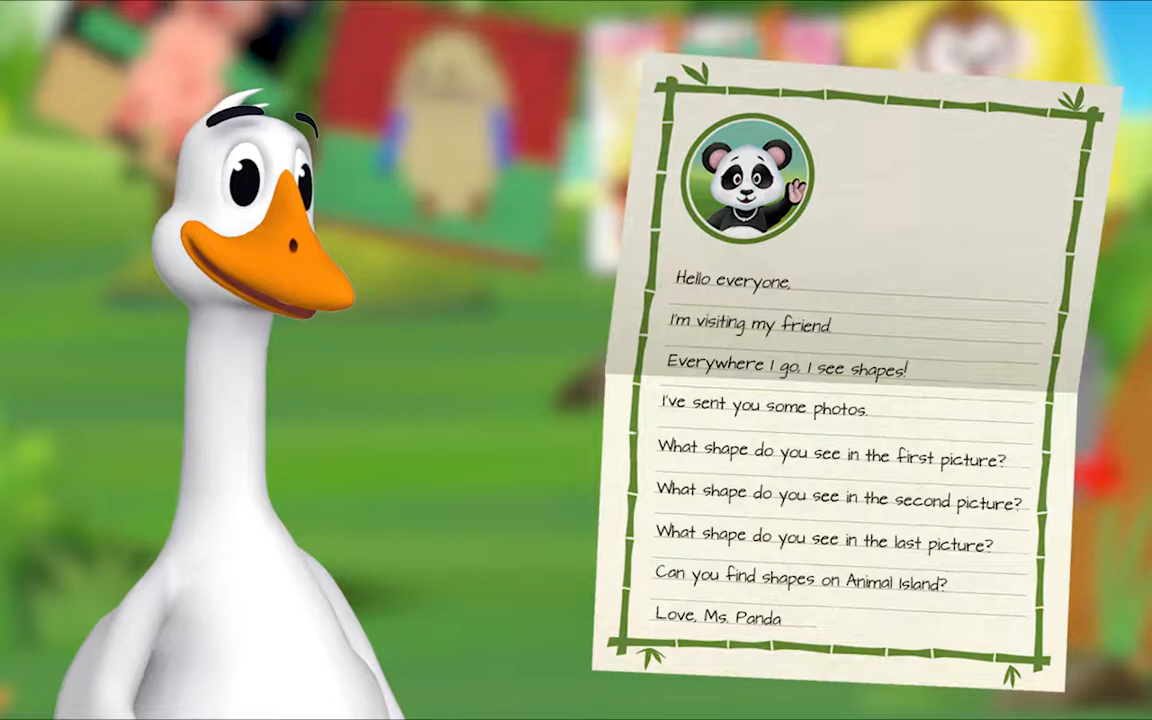 Hello everyone,
I'm visiting my friend.
Everywhere I go, I see shapes!
I've sent you some photos.
What shape do you see in the first picture?
What shape do you see in the second picture?
What shape do you see in the last picture?
Can you find shapes on Animal Island?
Love, Ms. Panda